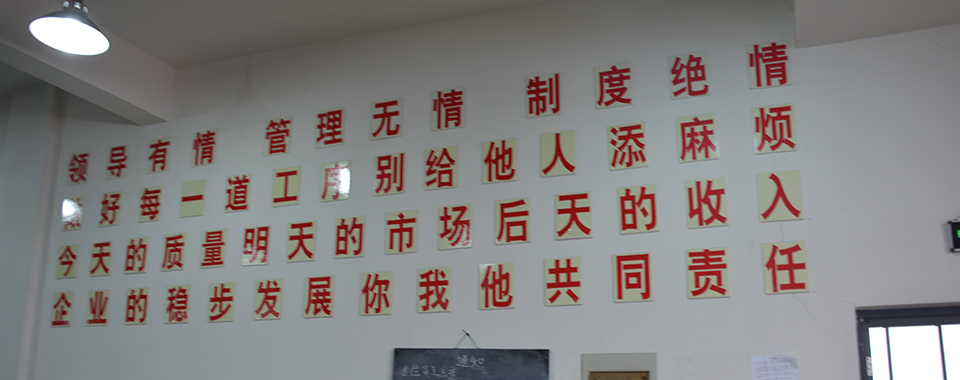 领导有情 管理无情 制度绝情
做好每一道工序别给他人添麻烦
今天的质量明天的市场后天的收入
企业的稳步发展你我他共同责任
通知